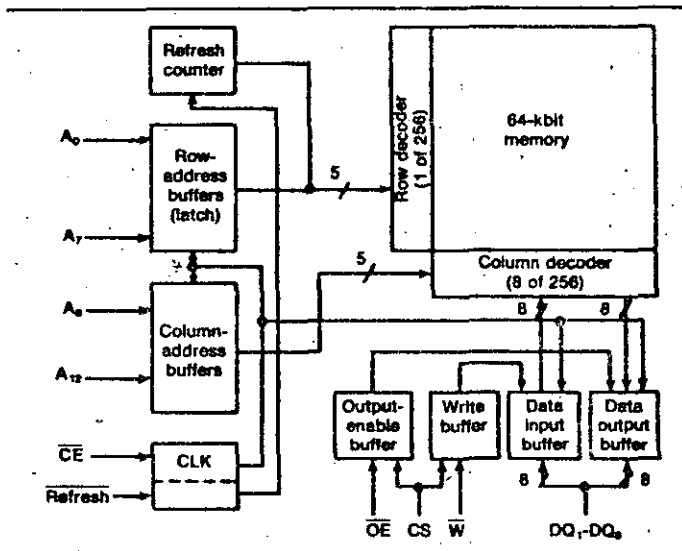 Refresh
counter
A0
Row-
address
buffers
(latch)
A7
5
Row decoder
(1 of 256)
64-kbit
memory
Column decoder
(8 of 256)
5
8
8
A8
Column-
address
buffers
A12
CE
CLK
Refresh
Output-
enable
buffer
Write
buffer
Data
input
buffer
Data
output
buffer
8
8
OE
CS
W
DQ1-DQ8